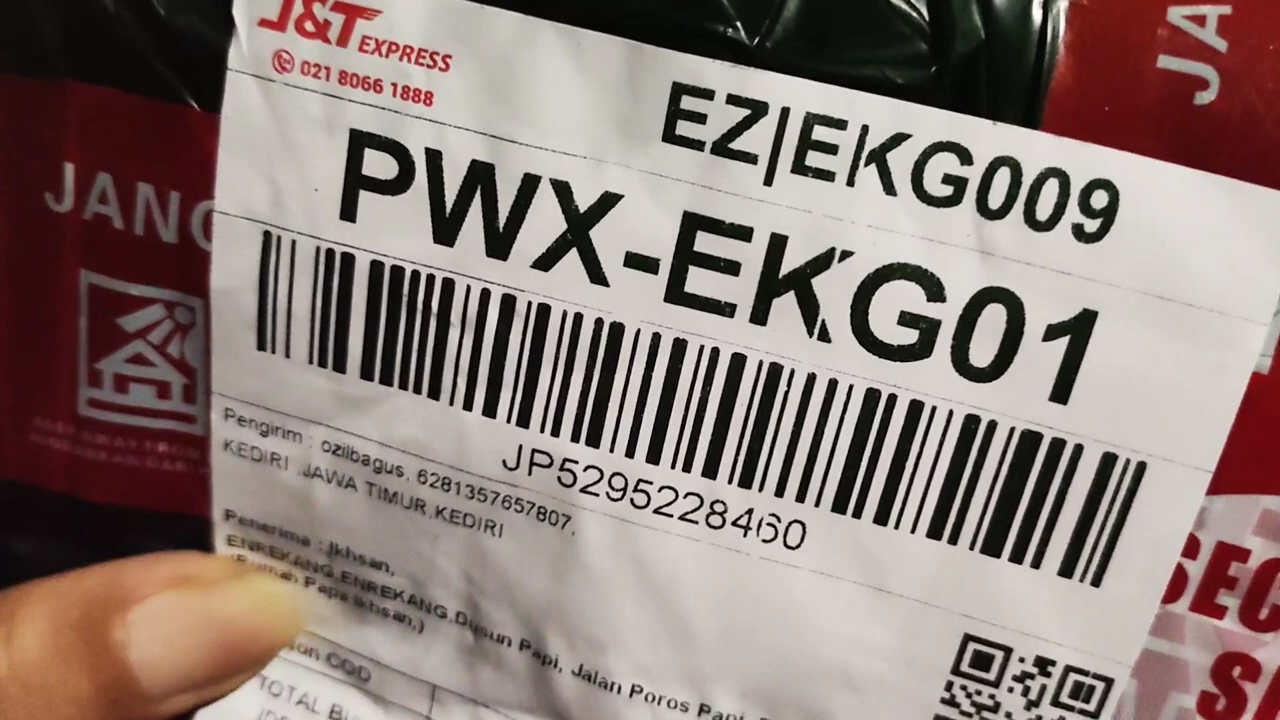 J&T EXPRESS
021 8066 1888
EZ|EKG009
PWX-EKG01
JP5295228460
Pengirim : ozilbagus, 6281357657807,
KEDIRI ,JAWA TIMUR,KEDIRI
Penerima : Ikhsan,
ENREKANG,ENREKANG,Dusun Papi, Jalan Poros Papi,
(Rumah Papa Ikhsan,)
COD
TOTAL
JANG
JA
SEC